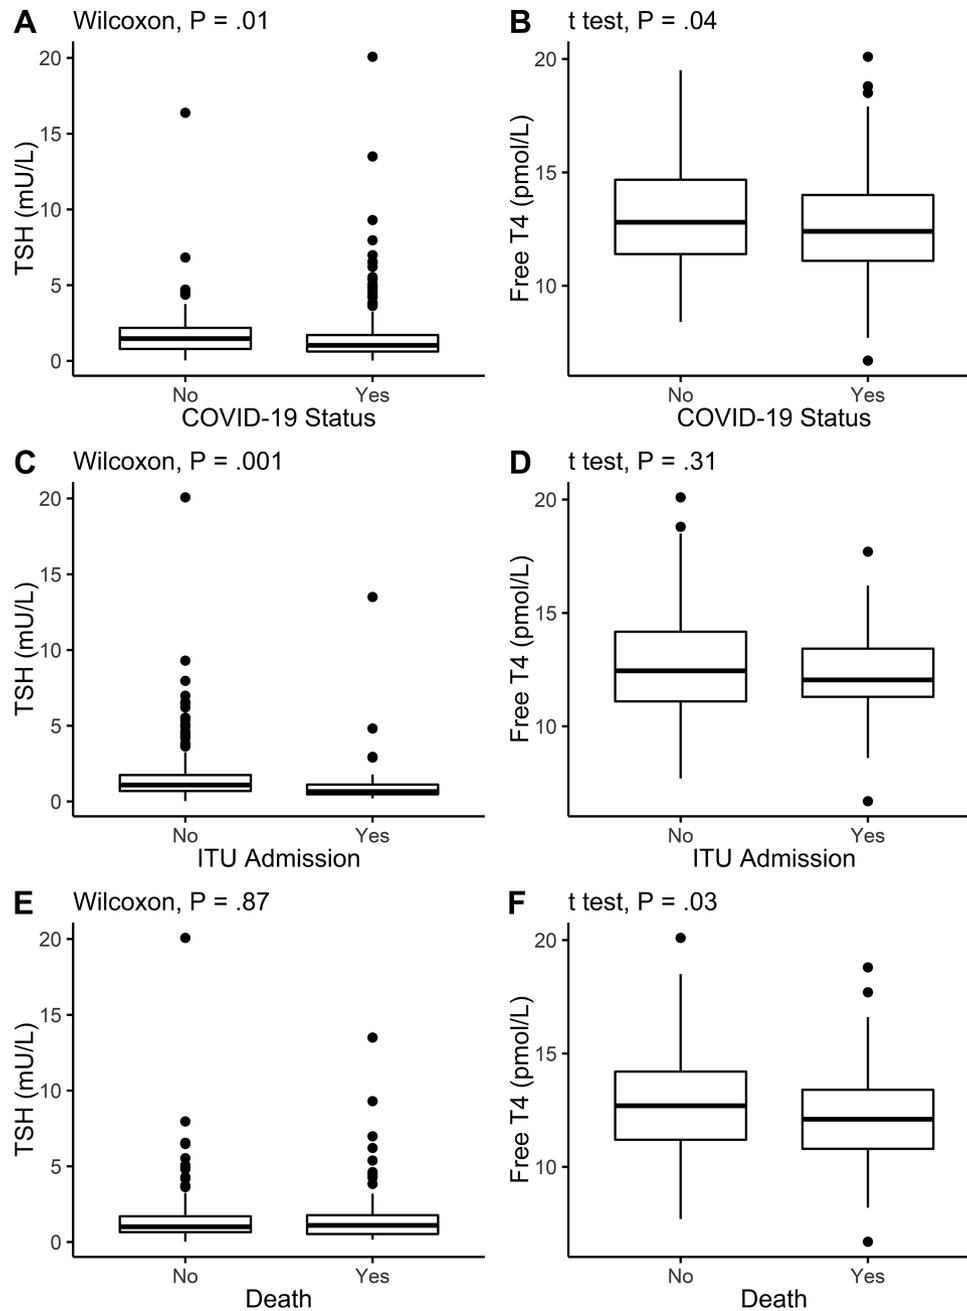 A Wilcoxon, P = .01
TSH (mU/L)
20
15
10
5
0
No Yes
COVID-19 Status
B t test, P = .04
Free T4 (pmol/L)
20
15
10
No Yes
COVID-19 Status
C Wilcoxon, P = .001
TSH (mU/L)
20
15
10
5
0
No Yes
ITU Admission
D t test, P = .31
Free T4 (pmol/L)
20
15
10
No Yes
ITU Admission
E Wilcoxon, P = .87
TSH (mU/L)
20
15
10
5
0
No Yes
Death
F t test, P = .03
Free T4 (pmol/L)
20
15
10
No Yes
Death